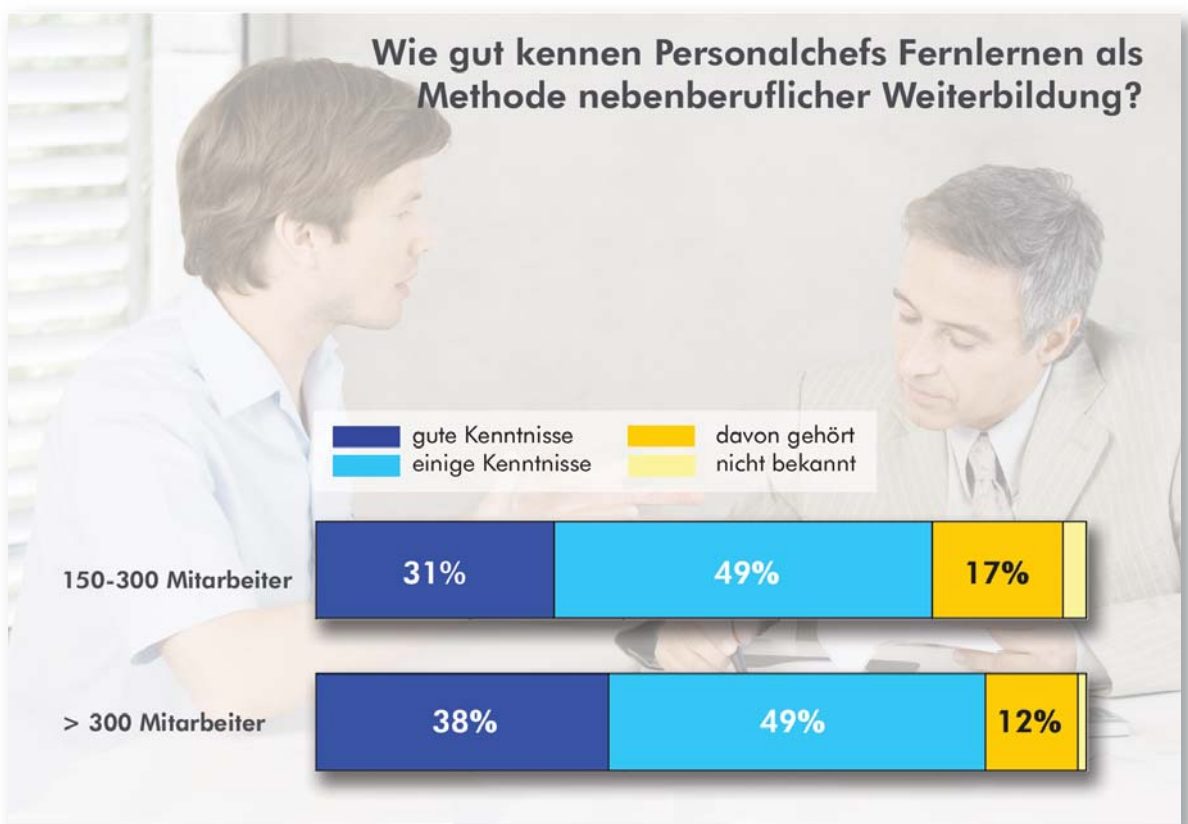 Wie gut kennen Personalchefs Fernlernen als
Methode nebenberuflicher Weiterbildung?
gute Kenntnisse
einige Kenntnisse
davon gehört
nicht bekannt
150-300 Mitarbeiter 31% 49% 17%
> 300 Mitarbeiter 38% 49% 12%